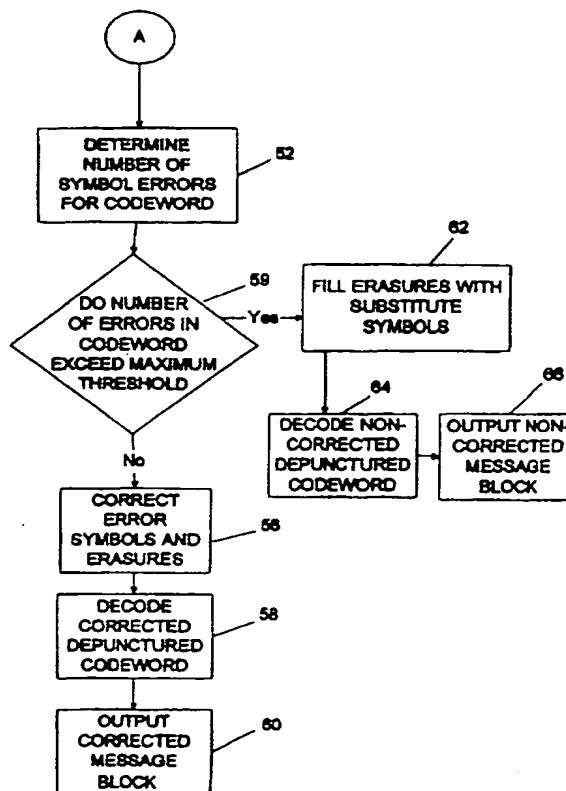 A
DETERMINE
NUMBER OF
SYMBOL ERRORS
FOR CODEWORD
52
DO NUMBER
OF ERRORS IN
CODEWORD
EXCEED MAXIMUM
THRESHOLD
59
Yes
62
FILL ERASURES WITH
SUBSTITUTE
SYMBOLS
64
DECODE NON-
CORRECTED
DEPUNCTURED
CODEWORD
66
OUTPUT NON-
CORRECTED
MESSAGE
BLOCK
No
CORRECT
ERROR
SYMBOLS AND
ERASURES
56
DECODE
CORRECTED
DEPUNCTURED
CODEWORD
58
OUTPUT
CORRECTED
MESSAGE
BLOCK
60